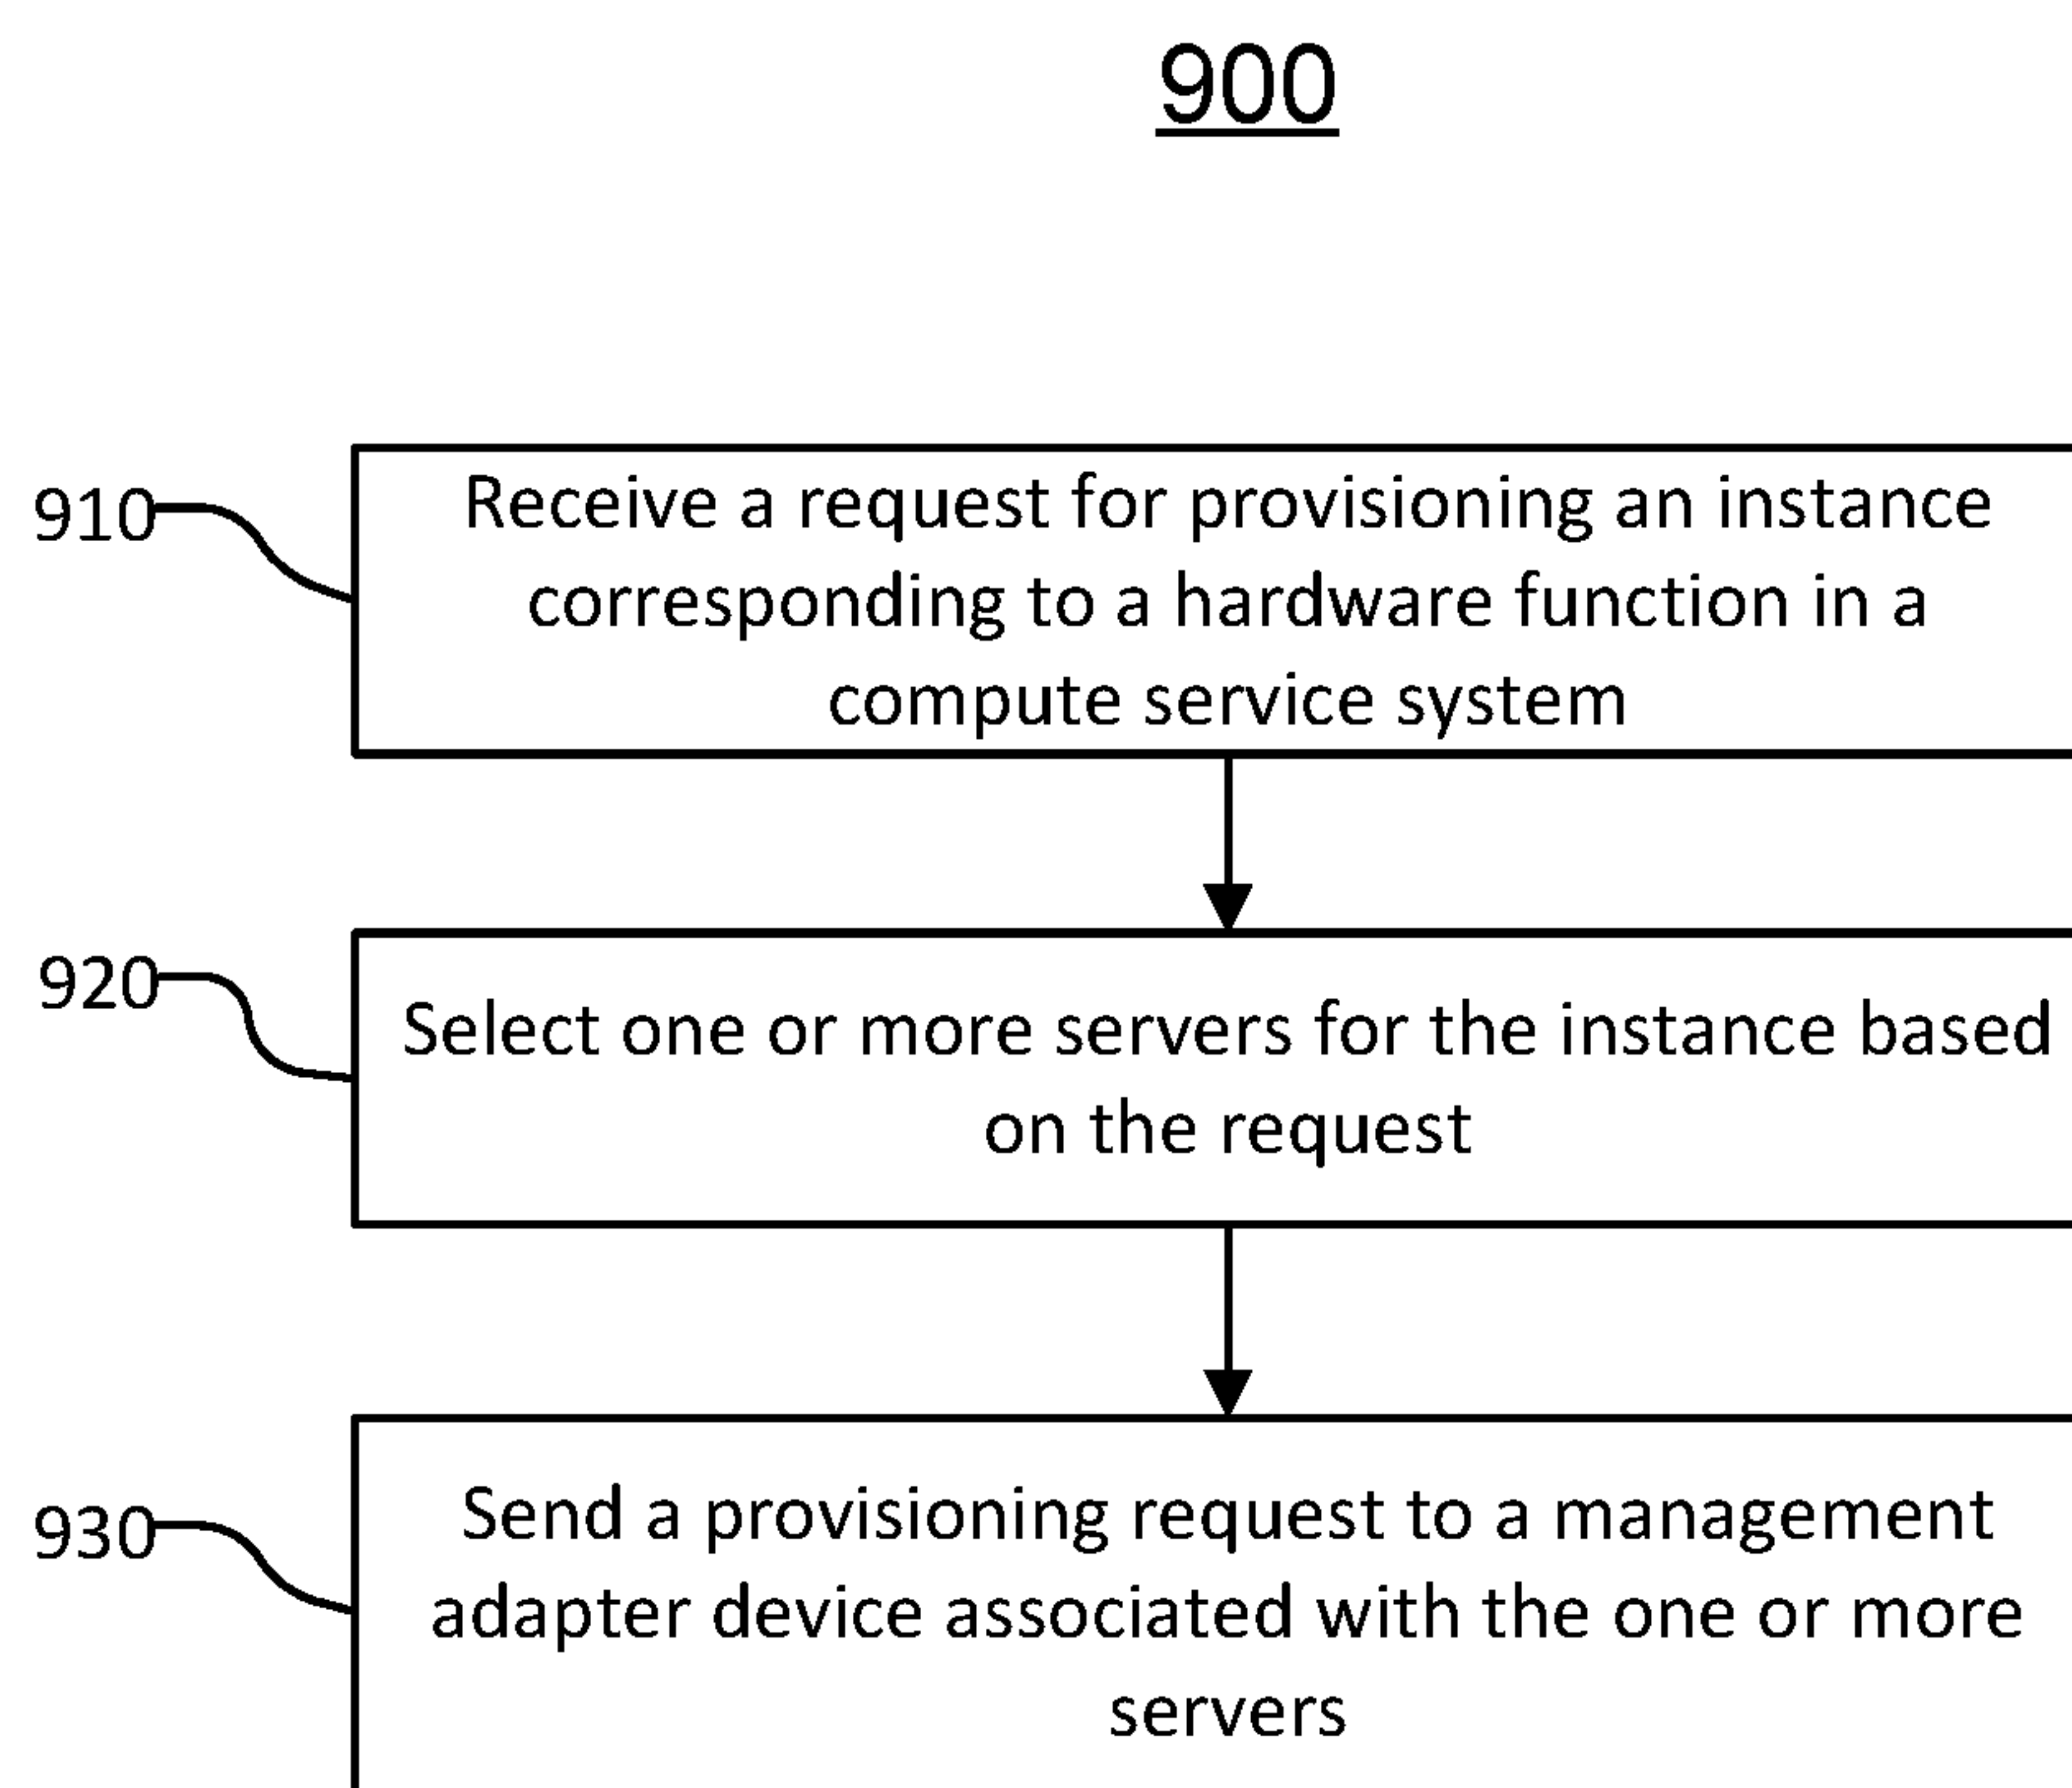 900
910
Receive a request for provisioning an instance
corresponding to a hardware function in a
compute service system
920
Select one or more servers for the instance based
on the request
930
Send a provisioning request to a management
adapter device associated with the one or more
servers